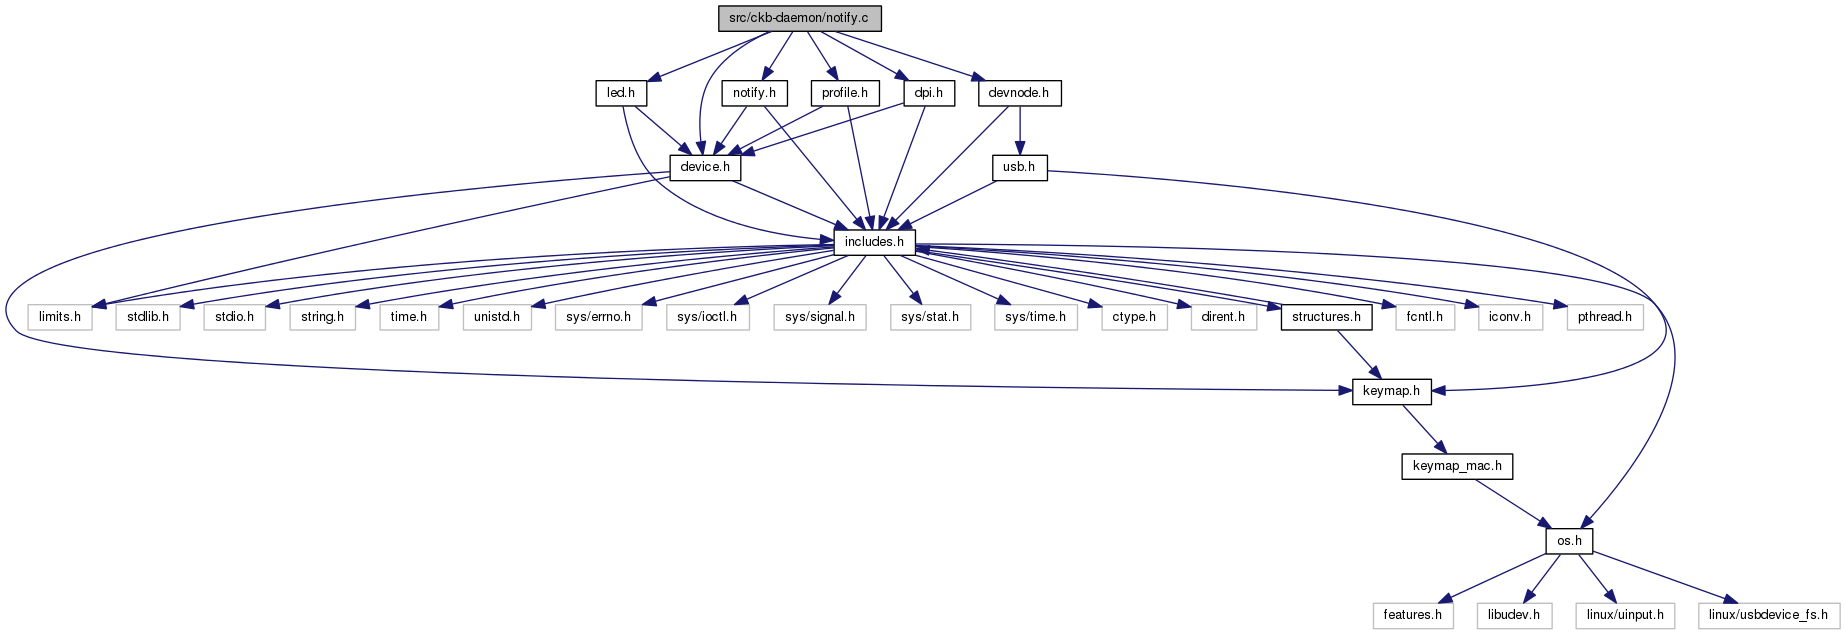 src/ckb-daemon/notify.c
led.h
notify.h
profile.h
dpi.h
devnode.h
device.h
usb.h
includes.h
limits.h
stdlib.h
stdio.h
string.h
time.h
unistd.h
sys/errno.h
sys/ioctl.h
sys/signal.h
sys/stat.h
sys/time.h
ctype.h
dirent.h
structures.h
fcntl.h
iconv.h
pthread.h
keymap.h
keymap_mac.h
os.h
features.h
libudev.h
linux/uinput.h
linux/usbdevice_fs.h